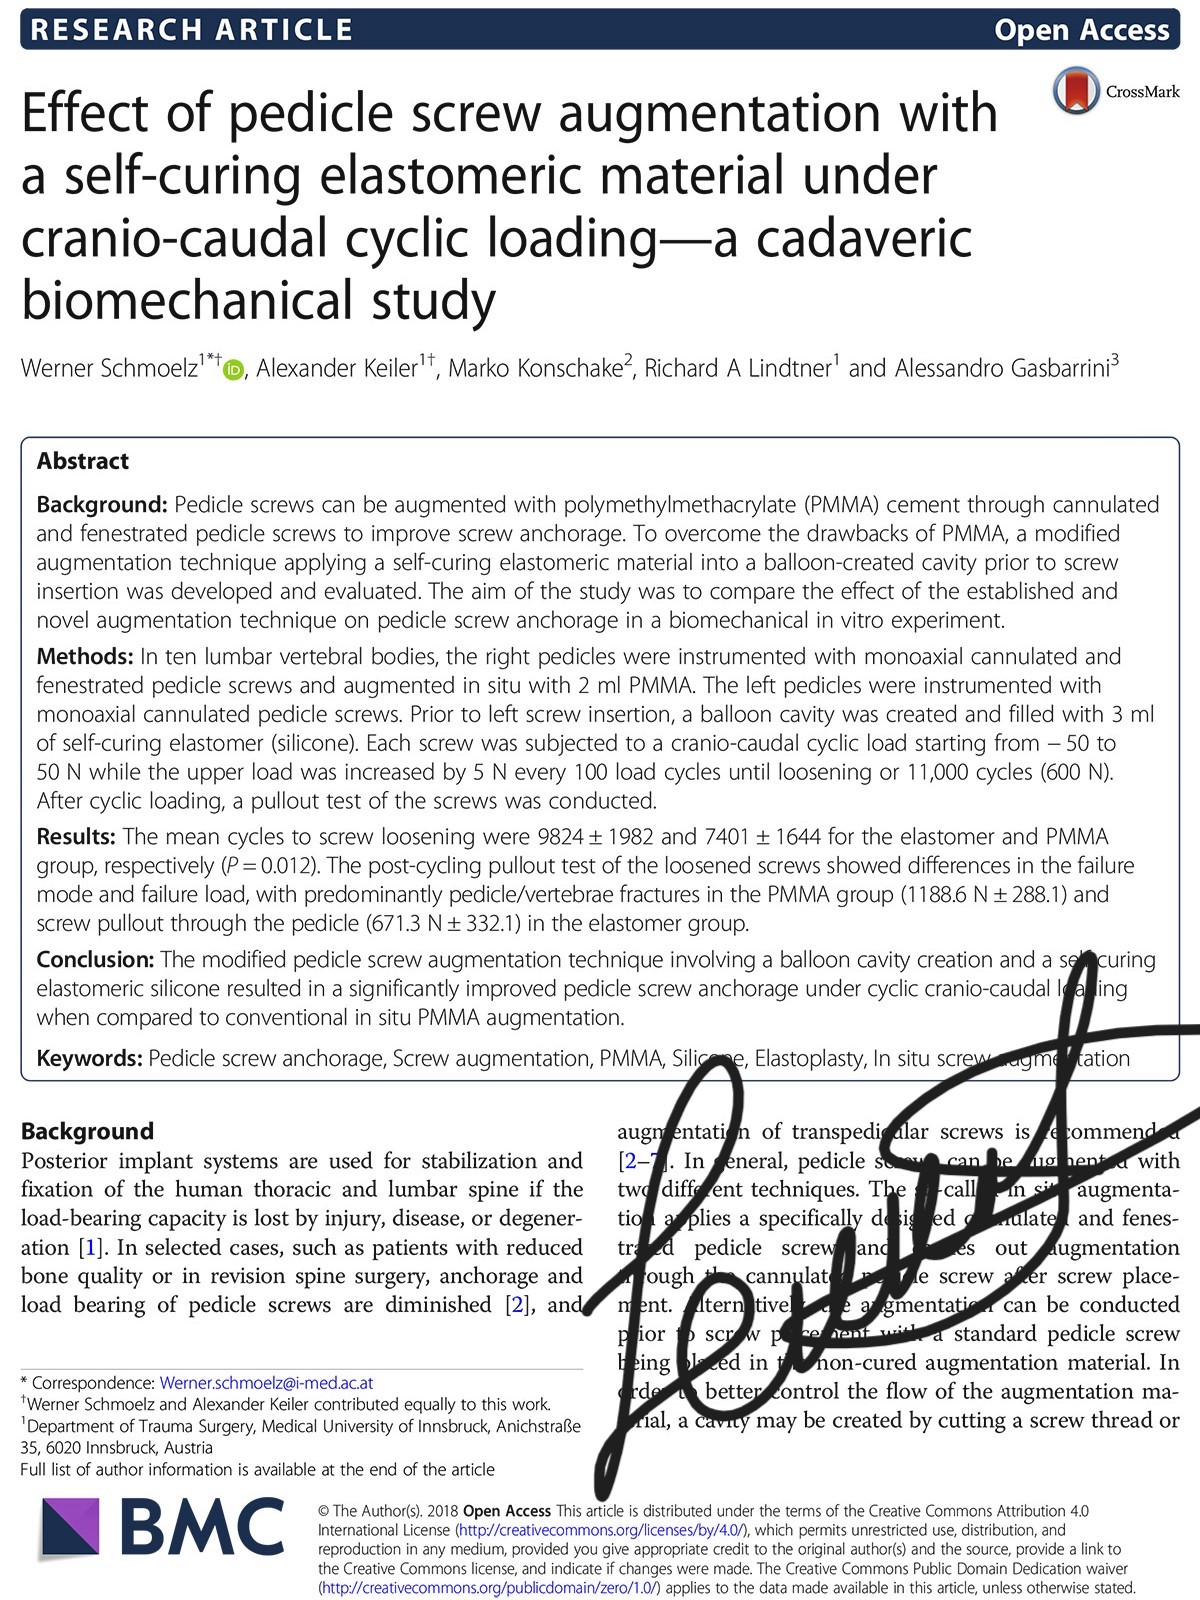 RESEARCH ARTICLE
Open Access
CrossMark
Effect of pedicle screw augmentation with
a self-curing elastomeric material under
cranio-caudal cyclic loading—a cadaveric
biomechanical study
Werner Schmoelz1*† iD, Alexander Keiler1†, Marko Konschake2, Richard A Lindtner1 and Alessandro Gasbarrini3
Abstract
Background: Pedicle screws can be augmented with polymethylmethacrylate (PMMA) cement through cannulated
and fenestrated pedicle screws to improve screw anchorage. To overcome the drawbacks of PMMA, a modified
augmentation technique applying a self-curing elastomeric material into a balloon-created cavity prior to screw
insertion was developed and evaluated. The aim of the study was to compare the effect of the established and
novel augmentation technique on pedicle screw anchorage in a biomechanical in vitro experiment.
Methods: In ten lumbar vertebral bodies, the right pedicles were instrumented with monoaxial cannulated and
fenestrated pedicle screws and augmented in situ with 2 ml PMMA. The left pedicles were instrumented with
monoaxial cannulated pedicle screws. Prior to left screw insertion, a balloon cavity was created and filled with 3 ml
of self-curing elastomer (silicone). Each screw was subjected to a cranio-caudal cyclic load starting from − 50 to
50 N while the upper load was increased by 5 N every 100 load cycles until loosening or 11,000 cycles (600 N).
After cyclic loading, a pullout test of the screws was conducted.
Results: The mean cycles to screw loosening were 9824 ± 1982 and 7401 ± 1644 for the elastomer and PMMA
group, respectively (P = 0.012). The post-cycling pullout test of the loosened screws showed differences in the failure
mode and failure load, with predominantly pedicle/vertebrae fractures in the PMMA group (1188.6 N ± 288.1) and
screw pullout through the pedicle (671.3 N ± 332.1) in the elastomer group.
Conclusion: The modified pedicle screw augmentation technique involving a balloon cavity creation and a self-curing
elastomeric silicone resulted in a significantly improved pedicle screw anchorage under cyclic cranio-caudal loading
when compared to conventional in situ PMMA augmentation.
Keywords: Pedicle screw anchorage, Screw augmentation, PMMA, Silicone, Elastoplasty, In situ screw augmentation
Background
Posterior implant systems are used for stabilization and
fixation of the human thoracic and lumbar spine if the
load-bearing capacity is lost by injury, disease, or degener-
ation [1]. In selected cases, such as patients with reduced
bone quality or in revision spine surgery, anchorage and
load bearing of pedicle screws are diminished [2], and
augmentation of transpedicular screws is recommended
[2–7]. In general, pedicle screws can be augmented with
two different techniques. The so-called in situ augmenta-
tion applies a specifically designed cannulated and fenes-
trated pedicle screw and carries out augmentation
through the cannulated pedicle screw after screw place-
ment. Alternatively, the augmentation can be conducted
prior to screw placement with a standard pedicle screw
being placed in the non-cured augmentation material. In
order to better control the flow of the augmentation ma-
terial, a cavity may be created by cutting a screw thread or
* Correspondence: Werner.schmoelz@i-med.ac.at
†Werner Schmoelz and Alexander Keiler contributed equally to this work.
1Department of Trauma Surgery, Medical University of Innsbruck, Anichstraße
35, 6020 Innsbruck, Austria
Full list of author information is available at the end of the article
BMC
© The Author(s). 2018 Open Access This article is distributed under the terms of the Creative Commons Attribution 4.0
International License (http://creativecommons.org/licenses/by/4.0/), which permits unrestricted use, distribution, and
reproduction in any medium, provided you give appropriate credit to the original author(s) and the source, provide a link to
the Creative Commons license, and indicate if changes were made. The Creative Commons Public Domain Dedication waiver
(http://creativecommons.org/publicdomain/zero/1.0/) applies to the data made available in this article, unless otherwise stated.